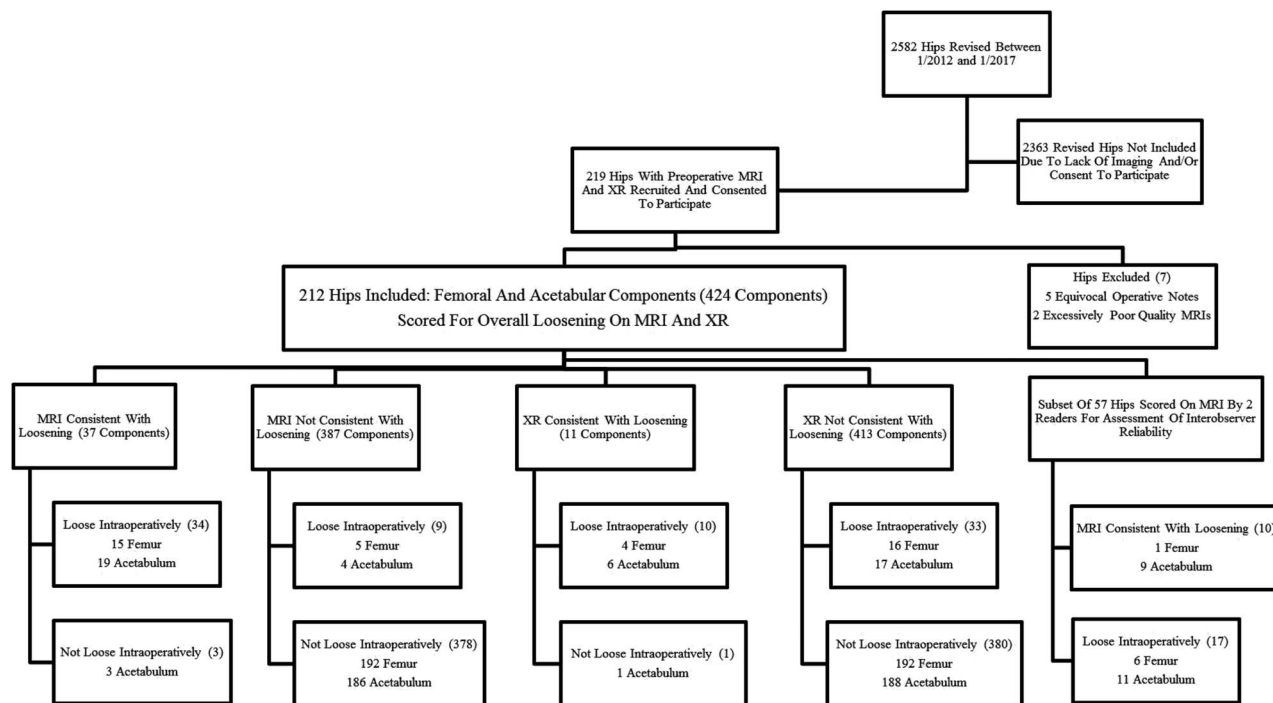 2582 Hips Revised Between
1/2012 and 1/2017
2363 Revised Hips Not Included
Due To Lack Of Imaging And/Or
Consent To Participate
219 Hips With Preoperative MRI
And XR Recruited And Consented
To Participate
212 Hips Included: Femoral And Acetabular Components (424 Components)
Scored For Overall Loosening On MRI And XR
Hips Excluded (7)
5 Equivocal Operative Notes
2 Excessively Poor Quality MRIs
MRI Consistent With
Loosening (37 Components)
Loose Intraoperatively (34)
15 Femur
19 Acetabulum
Not Loose Intraoperatively (3)
3 Acetabulum
MRI Not Consistent With
Loosening (387 Components)
Loose Intraoperatively (9)
5 Femur
4 Acetabulum
Not Loose Intraoperatively (378)
192 Femur
186 Acetabulum
XR Consistent With Loosening
(11 Components)
Loose Intraoperatively (10)
4 Femur
6 Acetabulum
Not Loose Intraoperatively (1)
1 Acetabulum
XR Not Consistent With
Loosening (413 Components)
Loose Intraoperatively (33)
16 Femur
17 Acetabulum
Not Loose Intraoperatively (380)
192 Femur
188 Acetabulum
Subset Of 57 Hips Scored On MRI By 2
Readers For Assessment Of Interobserver
Reliability
MRI Consistent With Loosening (10)
1 Femur
9 Acetabulum
Loose Intraoperatively (17)
6 Femur
11 Acetabulum